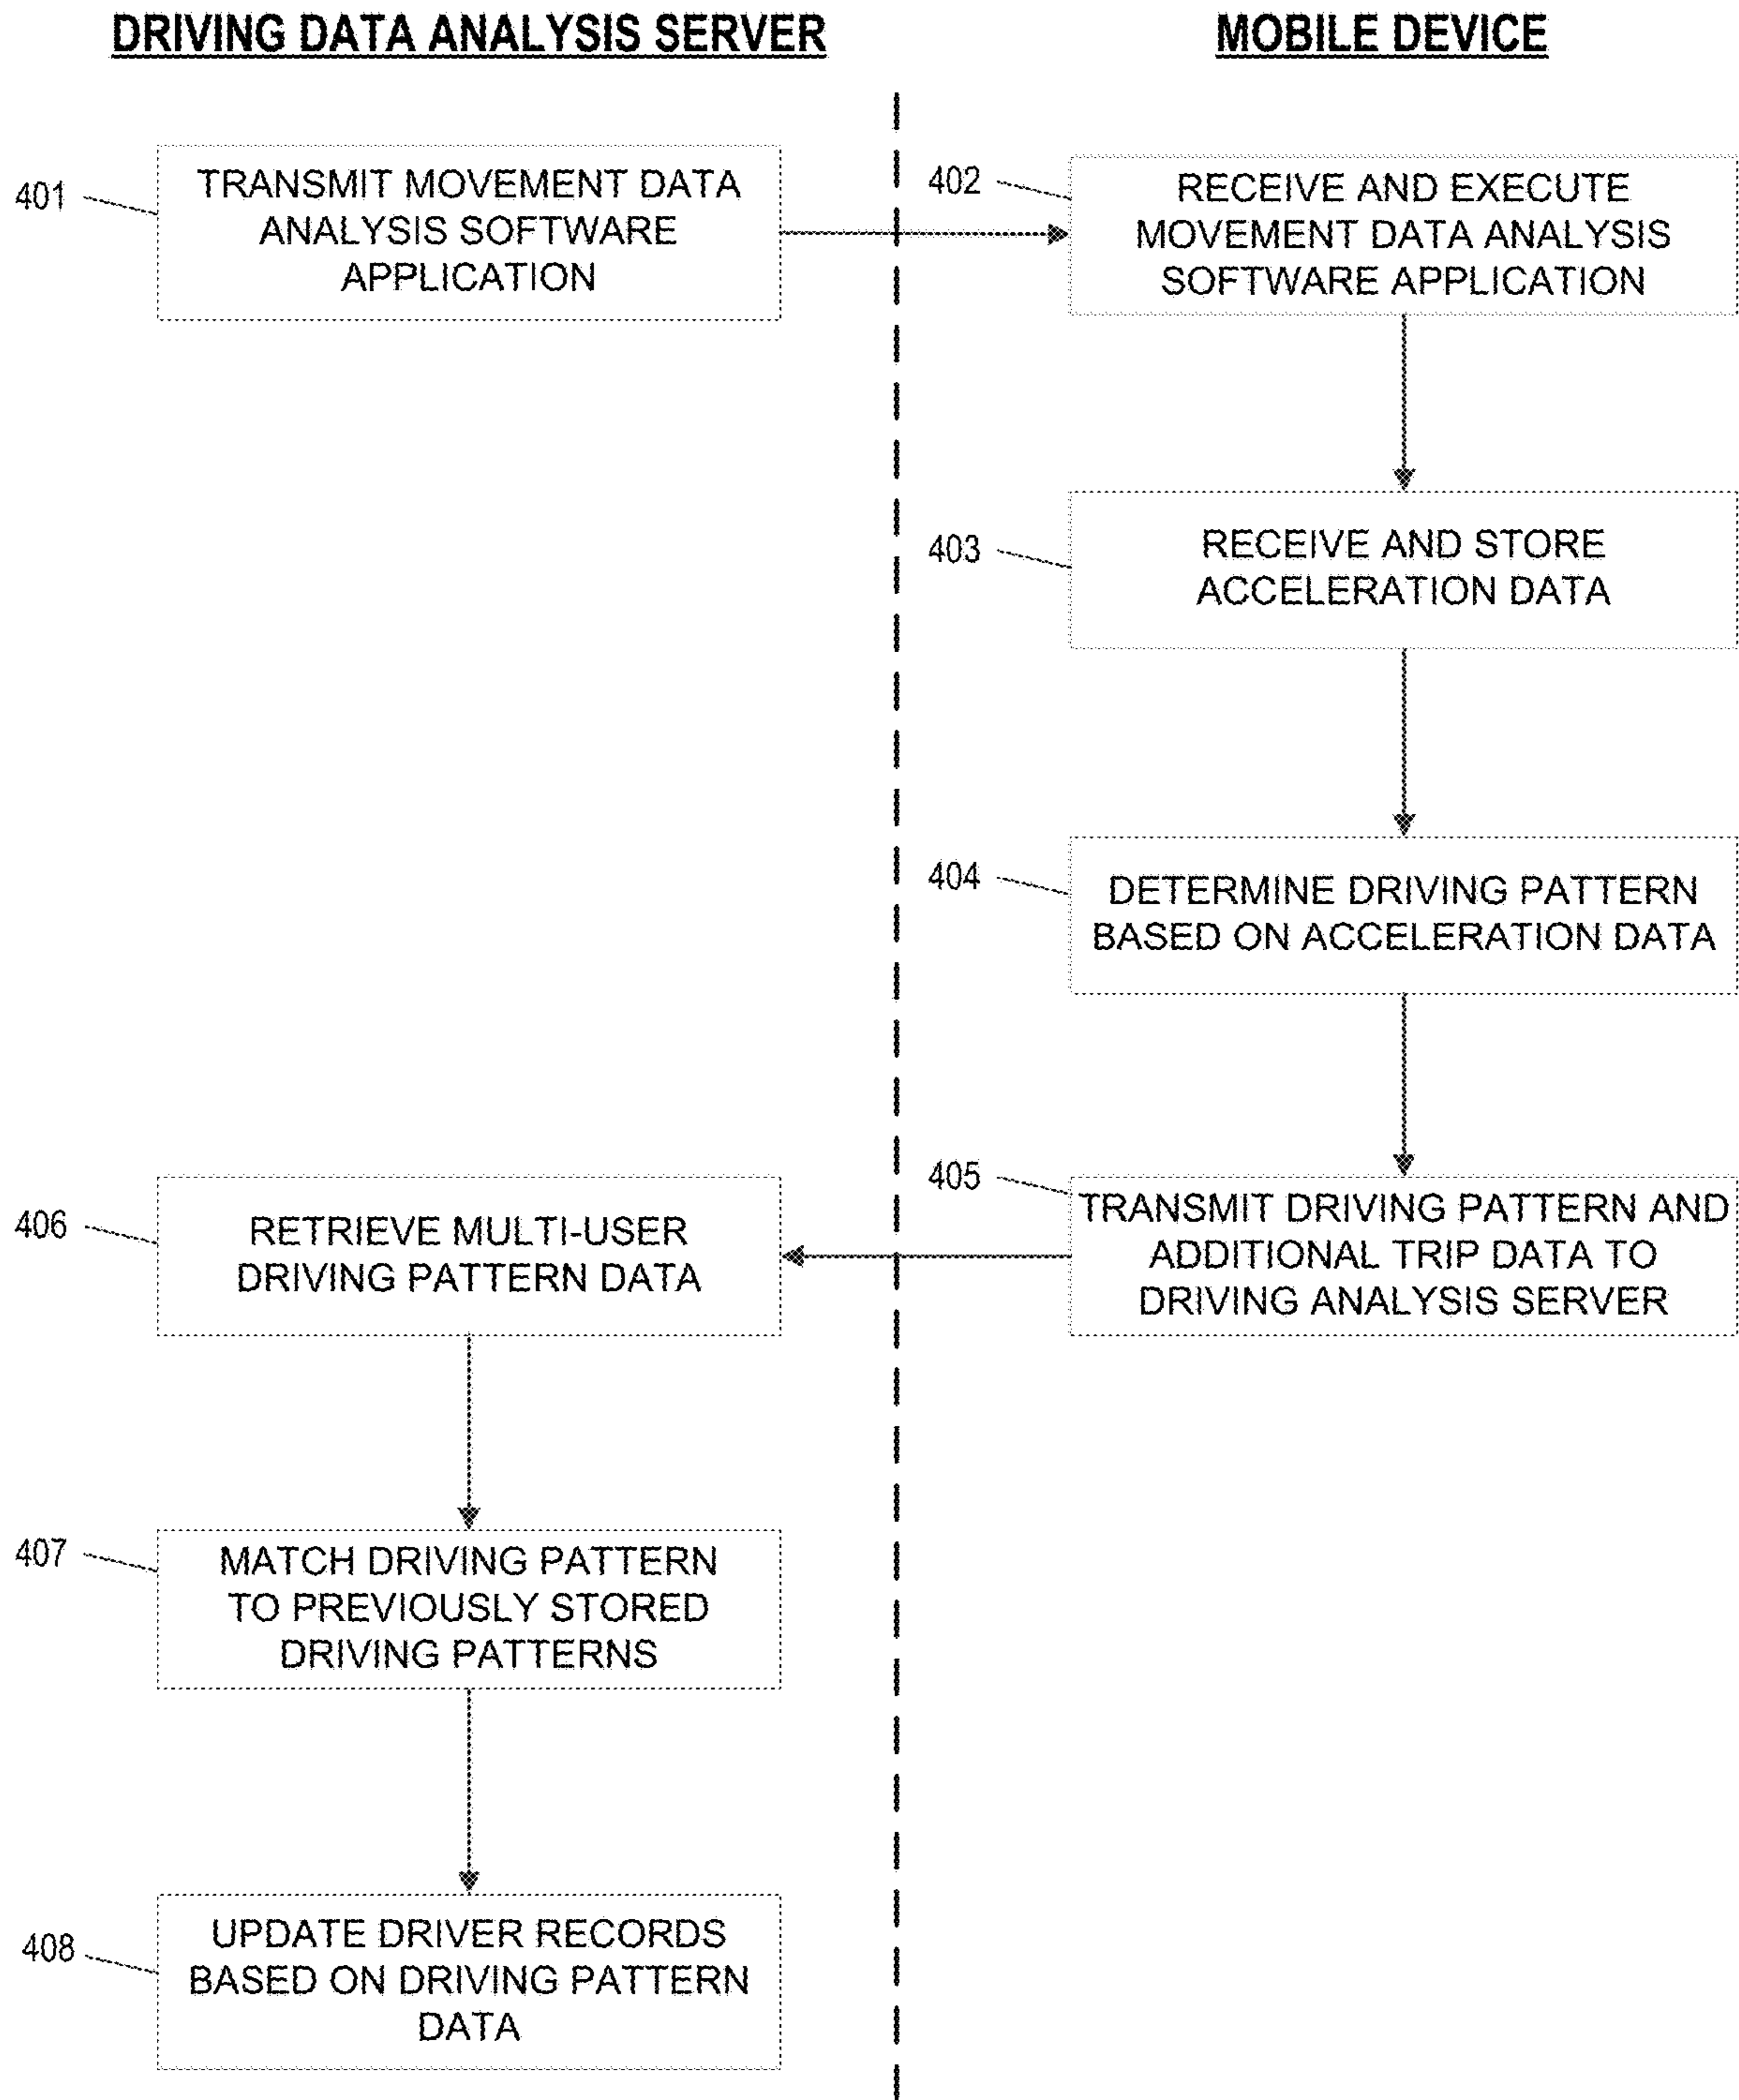 DRIVING DATA ANALYSIS SERVER
MOBILE DEVICE
401
TRANSMIT MOVEMENT DATA
ANALYSIS SOFTWARE
APPLICATION
402
RECEIVE AND EXECUTE
MOVEMENT DATA ANALYSIS
SOFTWARE APPLICATION
403
RECEIVE AND STORE
ACCELERATION DATA
404
DETERMINE DRIVING PATTERN
BASED ON ACCELERATION DATA
405
TRANSMIT DRIVING PATTERN AND
ADDITIONAL TRIP DATA TO
DRIVING ANALYSIS SERVER
406
RETRIEVE MULTI-USER
DRIVING PATTERN DATA
407
MATCH DRIVING PATTERN
TO PREVIOUSLY STORED
DRIVING PATTERNS
408
UPDATE DRIVER RECORDS
BASED ON DRIVING PATTERN
DATA